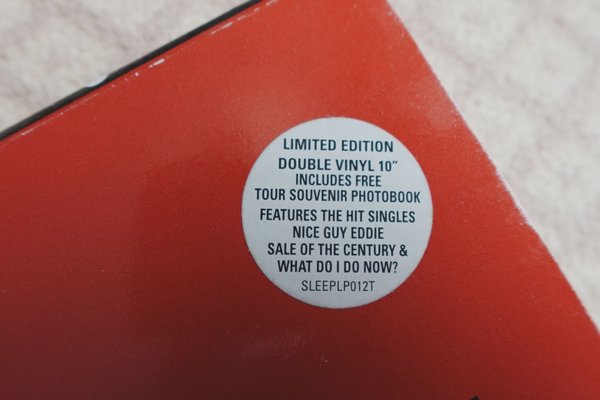 LIMITED EDITION
DOUBLE VINYL 10"
INCLUDES FREE
TOUR SOUVENIR PHOTOBOOK
FEATURES THE HIT SINGLES
NICE GUY EDDIE
SALE OF THE CENTURY &
WHAT DO I DO NOW?
SLEEPLP012T